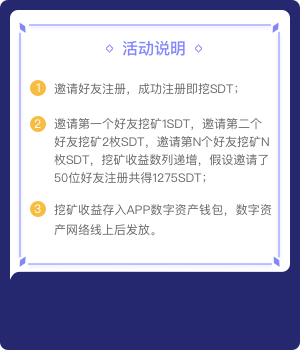 活动说明
1 邀请好友注册，成功注册即挖SDT；
2 邀请第一个好友挖矿1SDT，邀请第二个
好友挖矿2枚SDT，邀请第N个好友挖矿N
枚SDT，挖矿收益数列递增，假设邀请了
50位好友注册共得1275SDT；
3 挖矿收益存入APP数字资产钱包，数字资
产网络线上后发放。